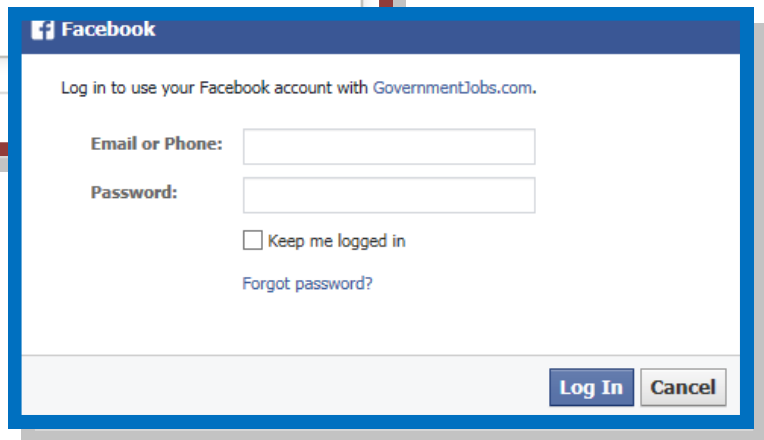 Facebook
Log in to use your Facebook account with GovernmentJobs.com.
Email or Phone:
Password:
Keep me logged in
Forgot password?
Log In Cancel